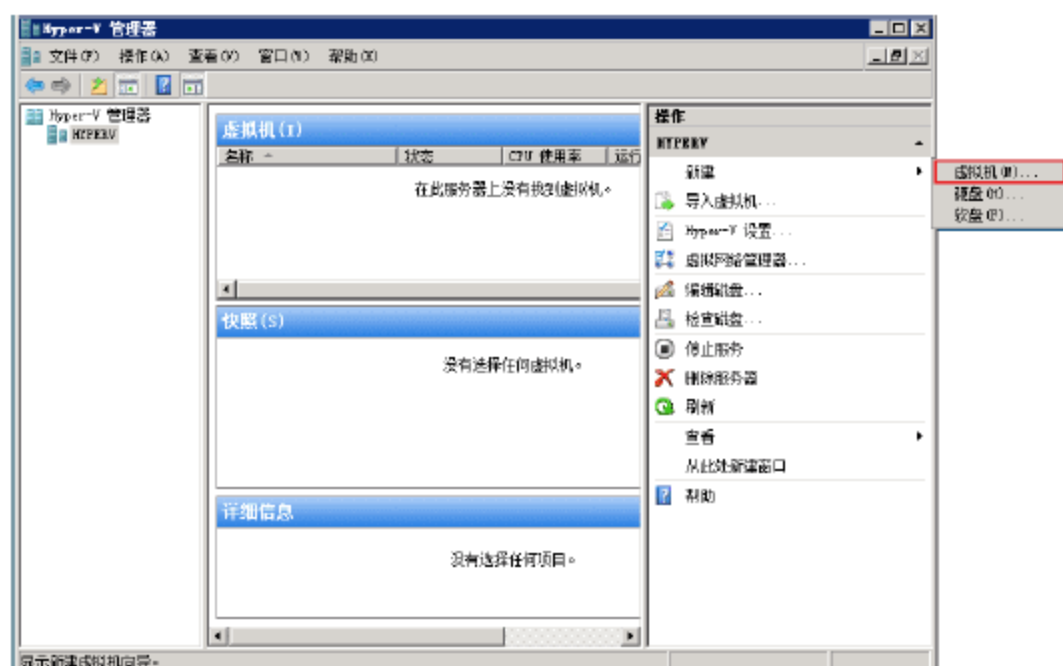 Hyper-V 管理器
文件(F) 操作(A) 查看(V) 窗口(W) 帮助(H)
Hyper-V 管理器
HYPERV
虚拟机(I)
名称 状态 CPU 使用率 运行
在此服务器上没有找到虚拟机。
快照(S)
没有选择任何虚拟机。
详细信息
没有选择任何项目。
操作
HYPERV
新建
导入虚拟机...
Hyper-V 设置...
虚拟网络管理器...
编辑磁盘...
检查磁盘...
停止服务
删除服务器
刷新
查看
从此处新建窗口
帮助
虚拟机(M)...
硬盘(H)...
软盘(F)...
显示新建虚拟机向导。